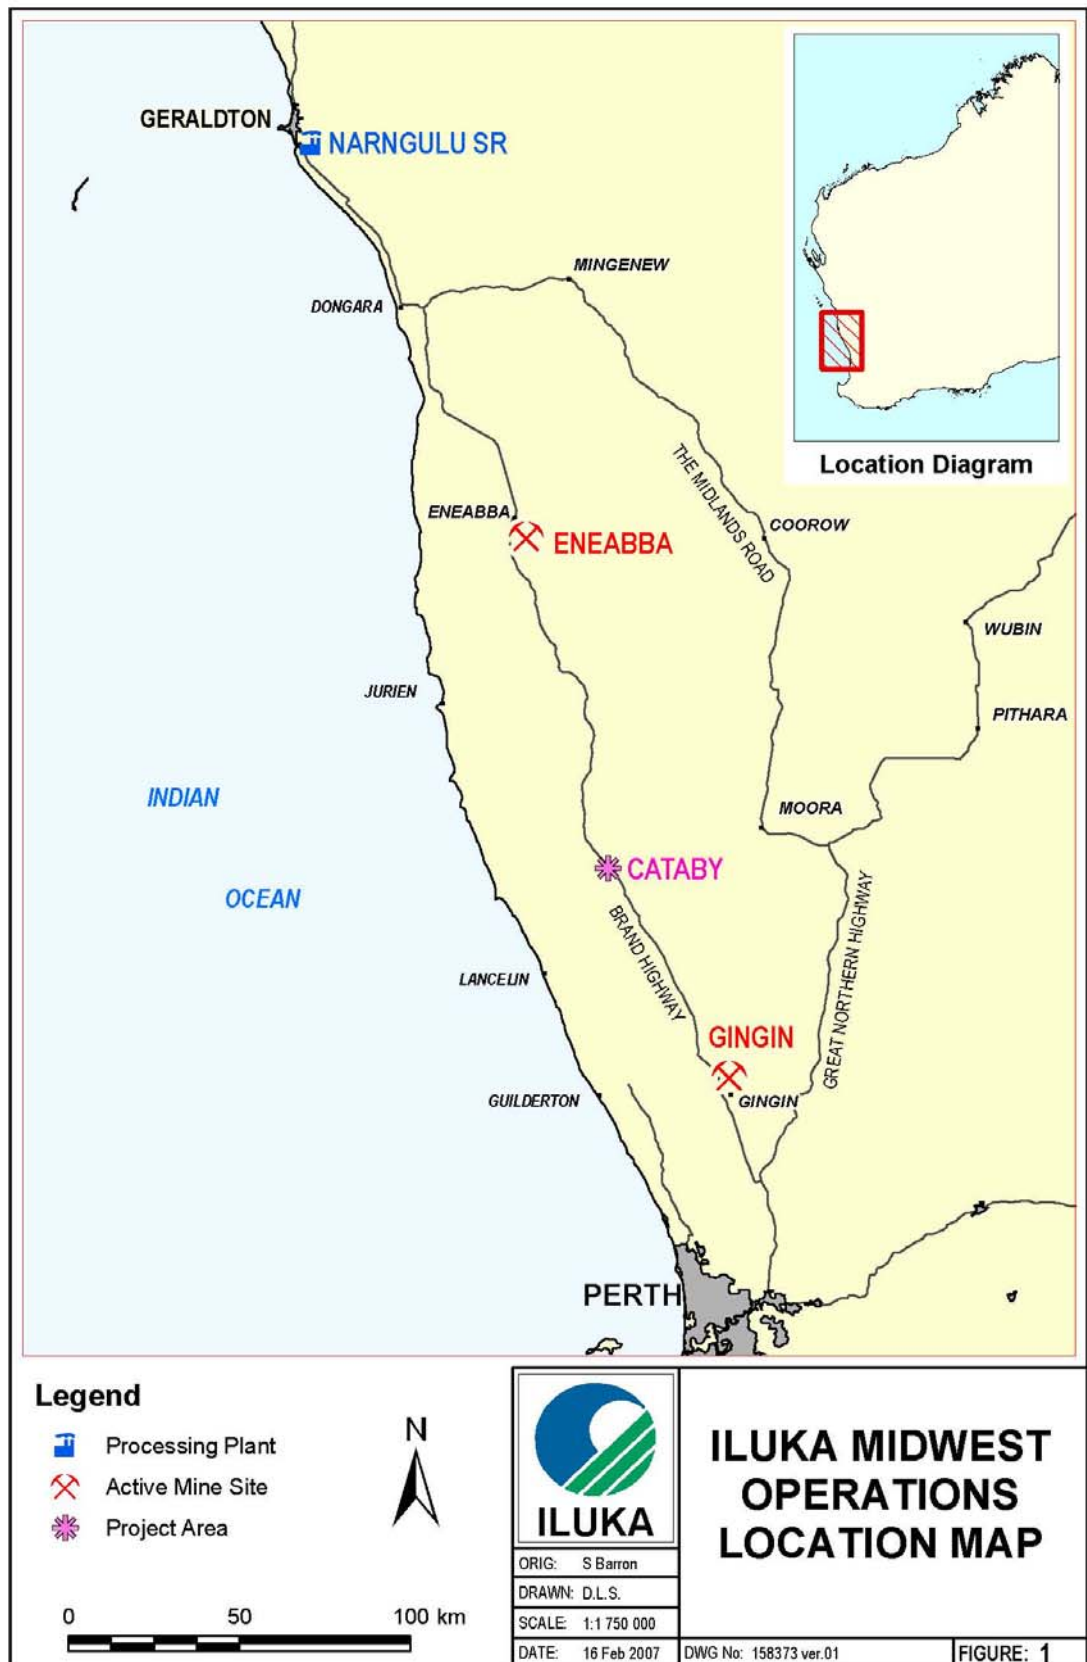 GERALDTON
NARNGULU SR
MINGENEW
DONGARA
Location Diagram
THE MIDLANDS ROAD
ENEABBA
ENEABBA
COOROW
WUBIN
JURIEN
PITHARA
INDIAN
OCEAN
MOORA
CATABY
BRAND HIGHWAY
GREAT NORTHERN HIGHWAY
LANCELIN
GINGIN
GUILDERTON
GINGIN
PERTH
Legend
Processing Plant
Active Mine Site
Project Area
N
0 50 100 km
ILUKA
ORIG: S Barron
DRAWN: D.L.S.
SCALE: 1:1 750 000
DATE: 16 Feb 2007
ILUKA MIDWEST
OPERATIONS
LOCATION MAP
DWG No: 158373 ver.01
FIGURE: 1